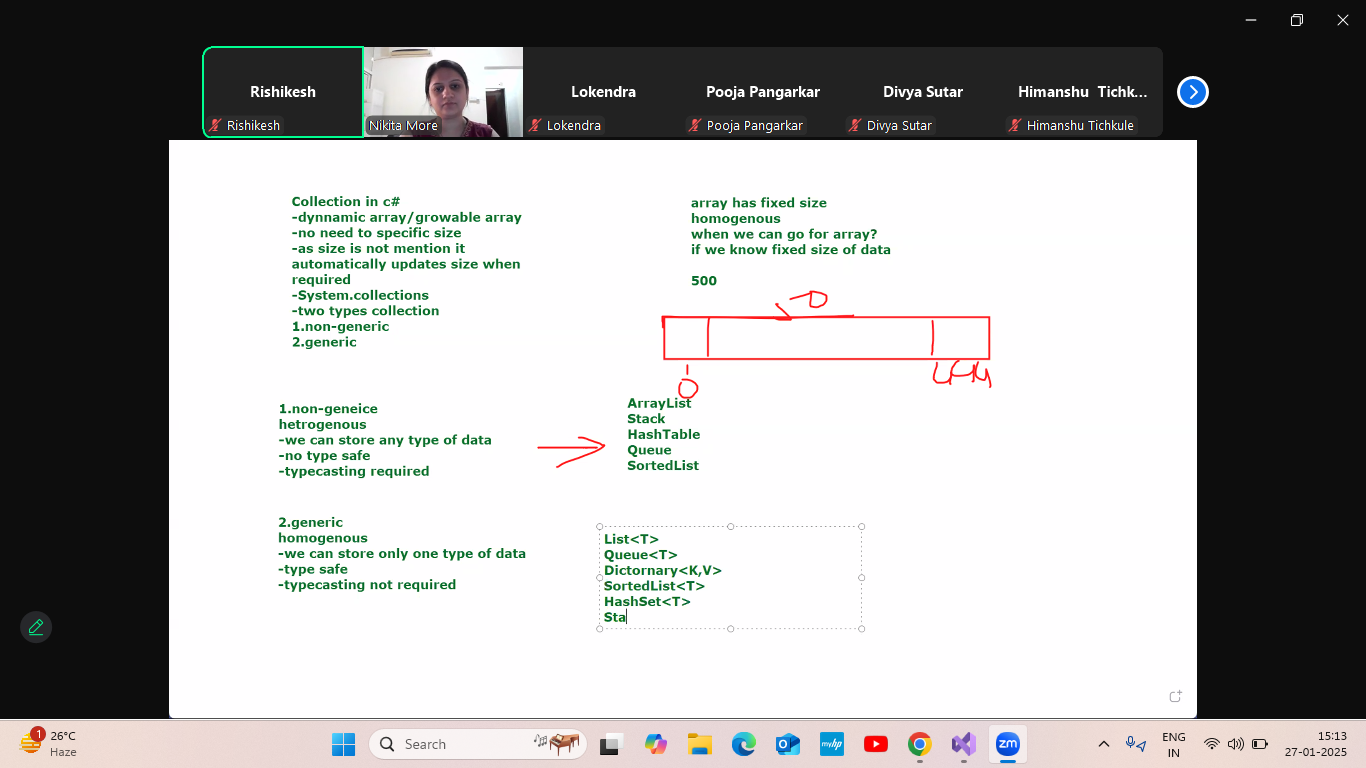 Rishikesh
Lokendra
Pooja Pangarkar
Divya Sutar
Himanshu Tichk...
Rishikesh
Nikita More
Lokendra
Pooja Pangarkar
Divya Sutar
Himanshu Tichkule
Collection in c#
-dynnamic array/growable array
-no need to specific size
-as size is not mention it
automatically updates size when
required
-System.collections
-two types collection
1.non-generic
2.generic
array has fixed size
homogenous
when we can go for array?
if we know fixed size of data
500
0
1.non-geneice
hetrogenous
-we can store any type of data
-no type safe
-typecasting required
ArrayList
Stack
HashTable
Queue
SortedList
2.generic
homogenous
-we can store only one type of data
-type safe
-typecasting not required
List<T>
Queue<T>
Dictornary<K,V>
SortedList<T>
HashSet<T>
Sta
1
26°C
Haze
Search
myhp
zm
ENG
IN
15:13
27-01-2025